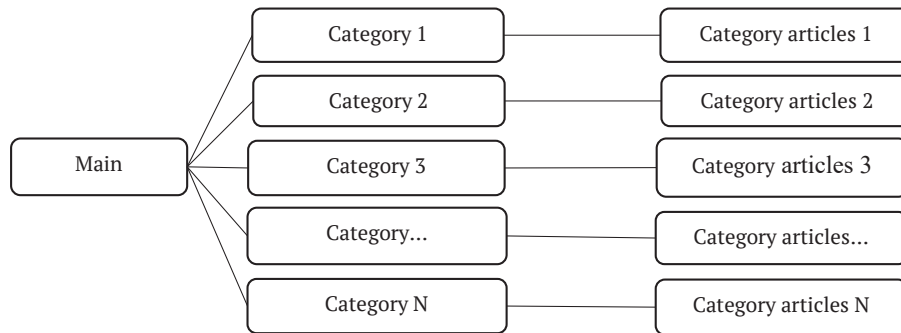 Category 1
Category articles 1
Category 2
Category articles 2
Main
Category 3
Category articles 3
Category...
Category articles...
Category N
Category articles N